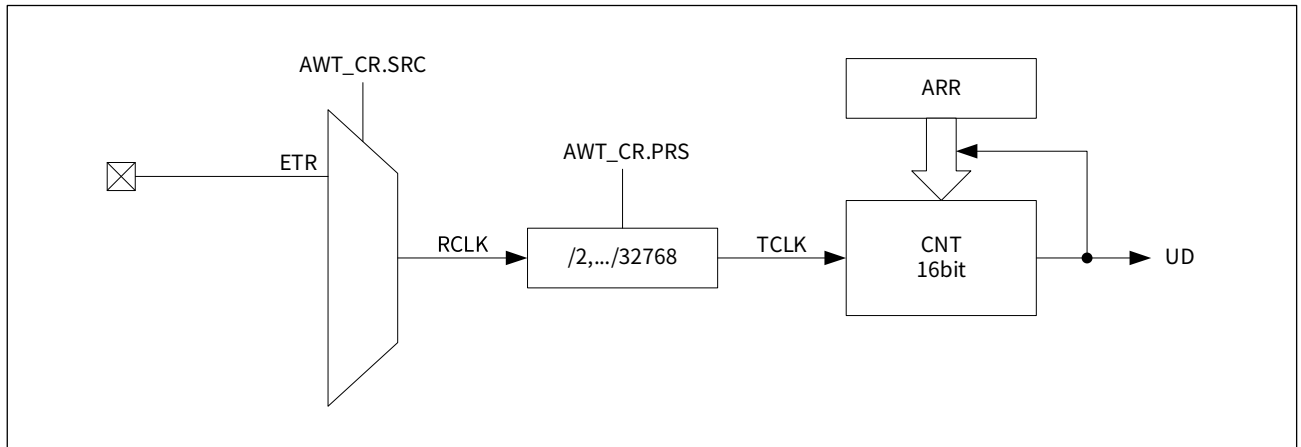 AWT_CR.SRC
ARR
AWT_CR.PRS
ETR
RCLK
/2,.../32768
TCLK
CNT
16bit
UD